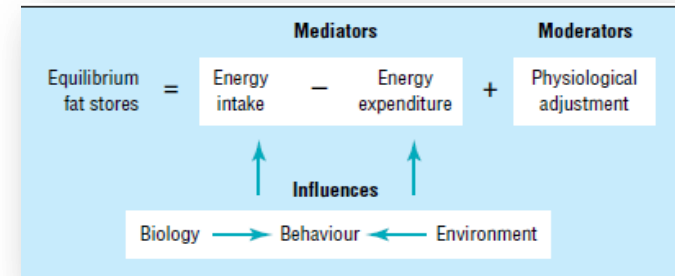 Mediators Moderators
Equilibrium fat stores = Energy intake − Energy expenditure + Physiological adjustment
Influences
Biology Behaviour Environment